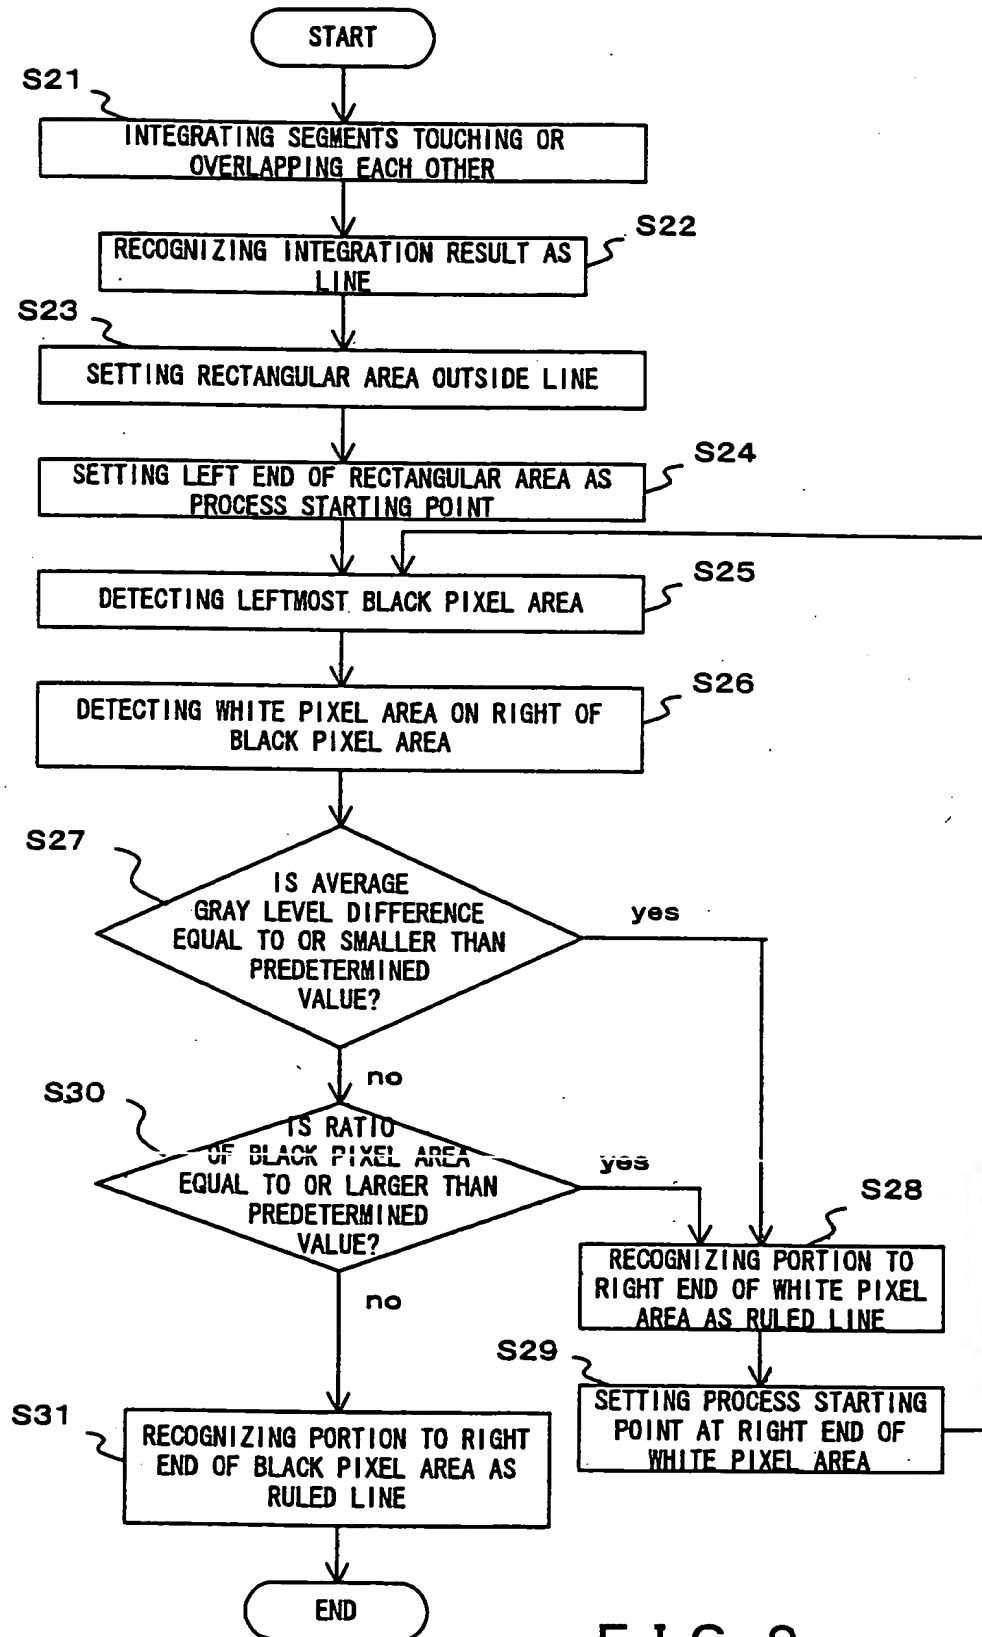 START
S21
INTEGRATING SEGMENTS TOUCHING OR
OVERLAPPING EACH OTHER
S22
RECOGNIZING INTEGRATION RESULT AS
LINE
S23
SETTING RECTANGULAR AREA OUTSIDE LINE
S24
SETTING LEFT END OF RECTANGULAR AREA AS
PROCESS STARTING POINT
S25
DETECTING LEFTMOST BLACK PIXEL AREA
S26
DETECTING WHITE PIXEL AREA ON RIGHT OF
BLACK PIXEL AREA
S27
IS AVERAGE
GRAY LEVEL DIFFERENCE
EQUAL TO OR SMALLER THAN
PREDETERMINED
VALUE?
yes
no
S30
IS RATIO
OF BLACK PIXEL AREA
EQUAL TO OR LARGER THAN
PREDETERMINED
VALUE?
yes
no
S28
RECOGNIZING PORTION TO
RIGHT END OF WHITE PIXEL
AREA AS RULED LINE
S29
SETTING PROCESS STARTING
POINT AT RIGHT END OF
WHITE PIXEL AREA
S31
RECOGNIZING PORTION TO RIGHT
END OF BLACK PIXEL AREA AS
RULED LINE
END